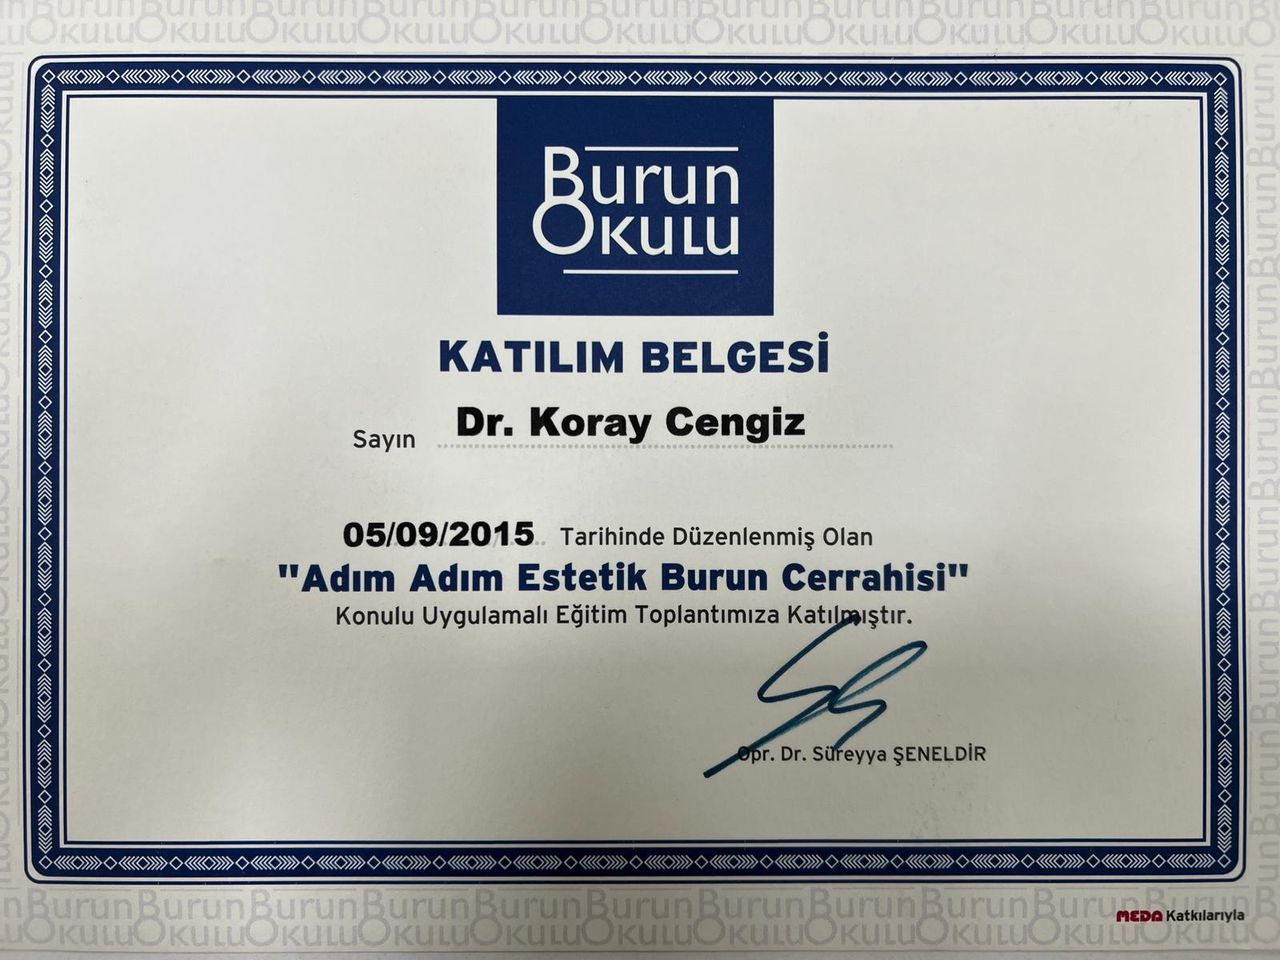 Burun
Okulu
KATILIM BELGESİ
Sayın Dr. Koray Cengiz
05/09/2015 Tarihinde Düzenlenmiş Olan
"Adım Adım Estetik Burun Cerrahisi"
Konulu Uygulamalı Eğitim Toplantımıza Katılmıştır.
Opr. Dr. Süreyya ŞENELDİR
MEDA Katkılarıyla